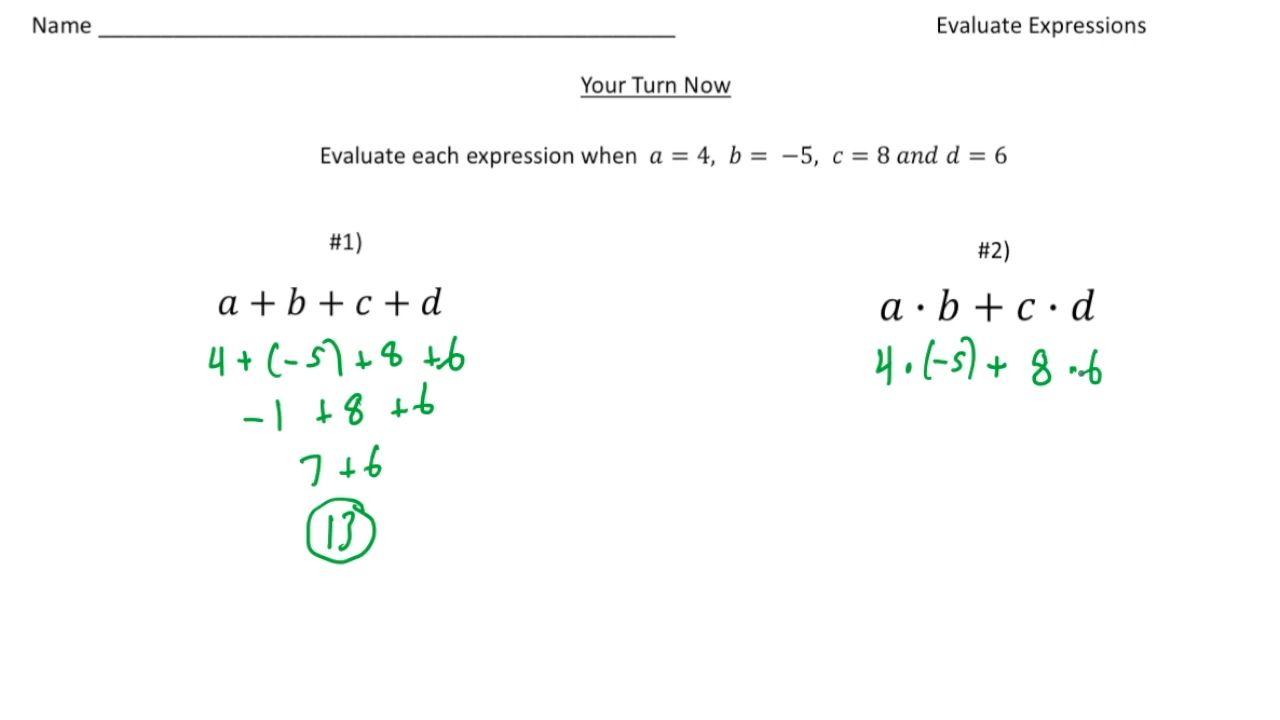 Name ________________ Evaluate Expressions
Your Turn Now
Evaluate each expression when a = 4, b = −5, c = 8 and d = 6
#1)
a + b + c + d
4 + (-5) + 8 + 6
-1 + 8 + 6
7 + 6
13
#2)
a · b + c · d
4 · (-5) + 8 · 6